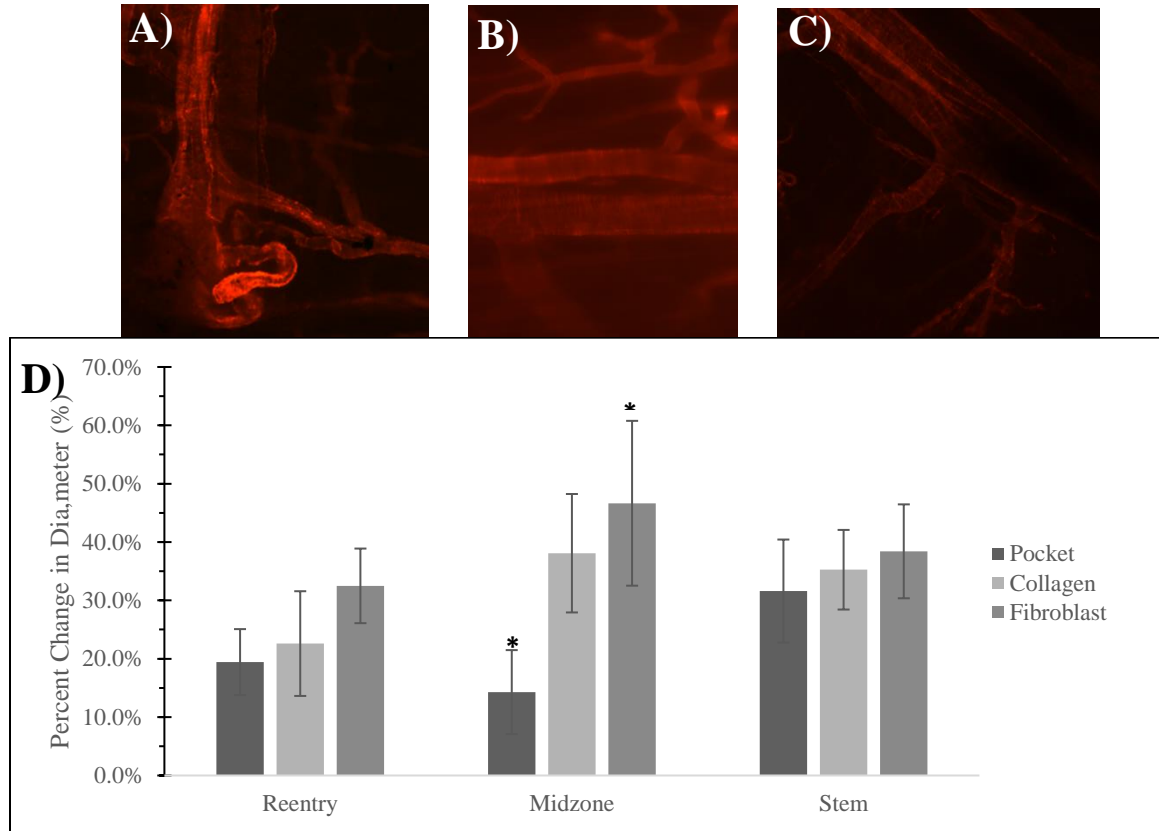 A)
B)
C)
D)
Percent Change in Dia,meter (%)
70.0%
60.0%
50.0%
40.0%
30.0%
20.0%
10.0%
0.0%
*
*
Reentry
Midzone
Stem
Pocket
Collagen
Fibroblast